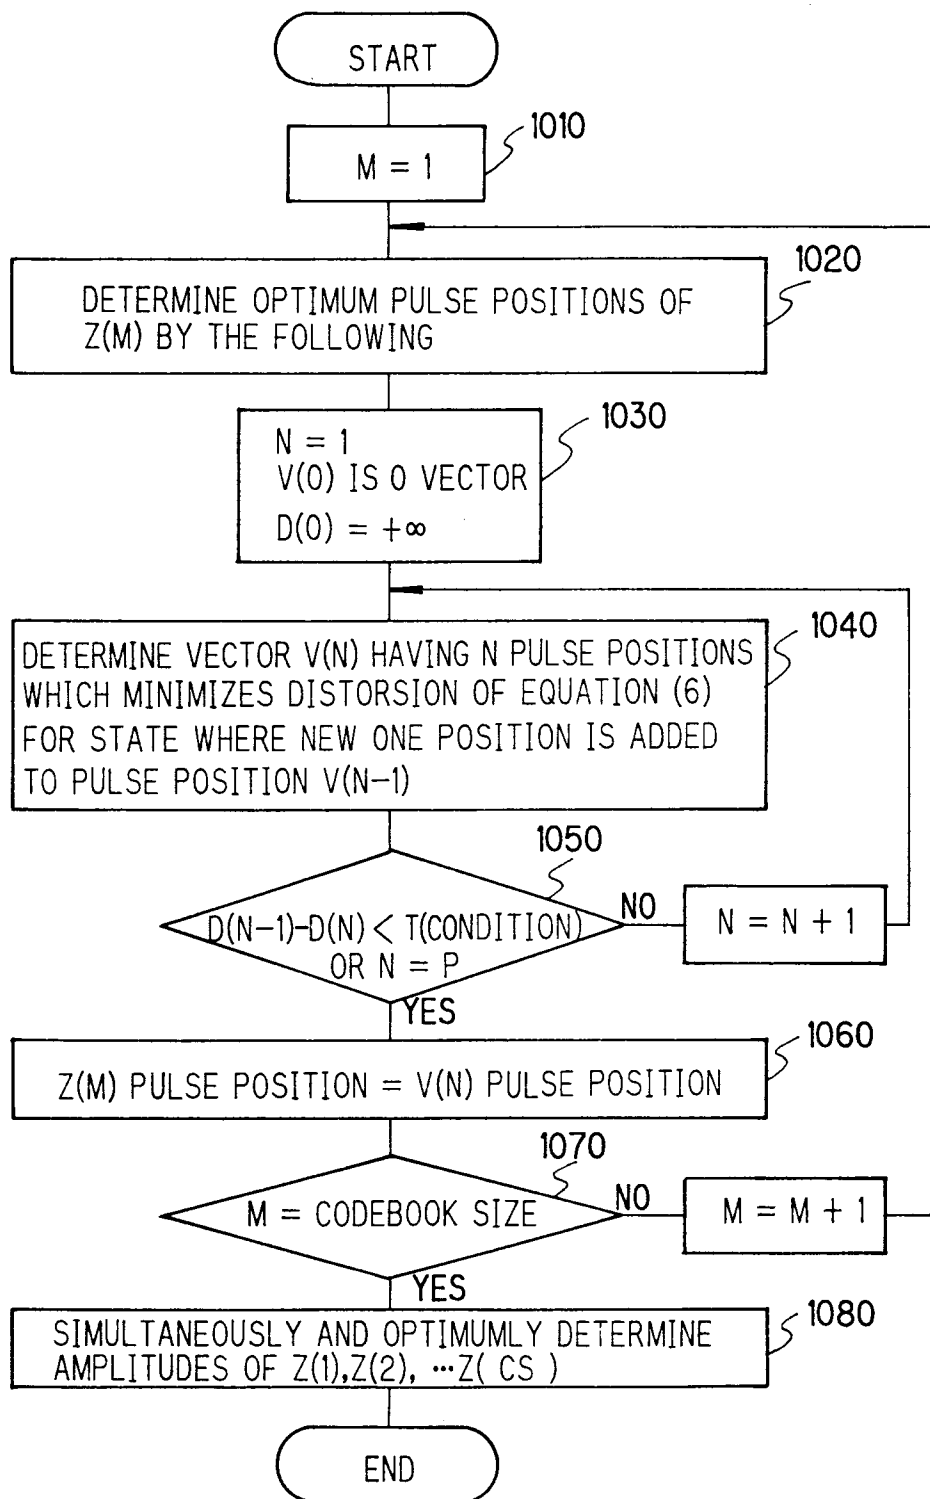 START
1010
M = 1
1020
DETERMINE OPTIMUM PULSE POSITIONS OF
Z(M) BY THE FOLLOWING
1030
N = 1
V(0) IS 0 VECTOR
D(0) = +∞
1040
DETERMINE VECTOR V(N) HAVING N PULSE POSITIONS
WHICH MINIMIZES DISTORSION OF EQUATION (6)
FOR STATE WHERE NEW ONE POSITION IS ADDED
TO PULSE POSITION V(N-1)
1050
D(N-1)-D(N) < T(CONDITION)
OR N = P
NO
N = N + 1
YES
1060
Z(M) PULSE POSITION = V(N) PULSE POSITION
1070
M = CODEBOOK SIZE
NO
M = M + 1
YES
1080
SIMULTANEOUSLY AND OPTIMUMLY DETERMINE
AMPLITUDES OF Z(1),Z(2), ···Z( CS )
END